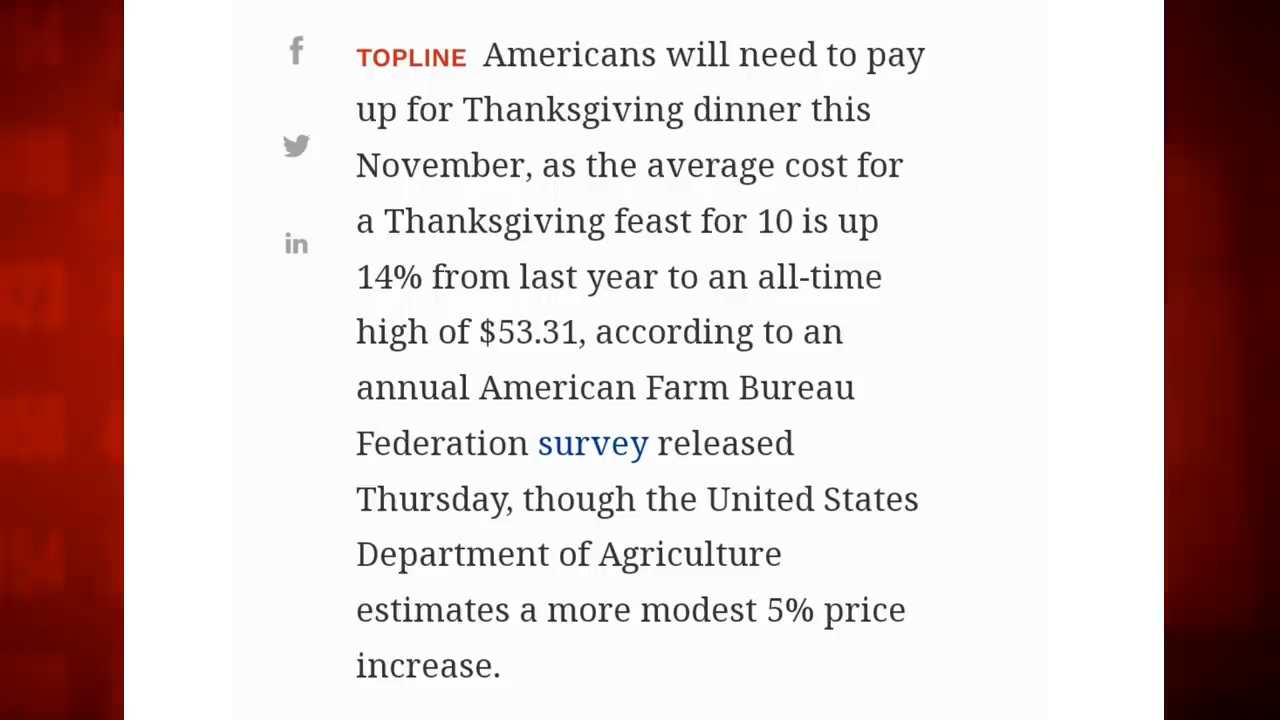 TOPLINE Americans will need to pay
up for Thanksgiving dinner this
November, as the average cost for
a Thanksgiving feast for 10 is up
14% from last year to an all-time
high of $53.31, according to an
annual American Farm Bureau
Federation survey released
Thursday, though the United States
Department of Agriculture
estimates a more modest 5% price
increase.